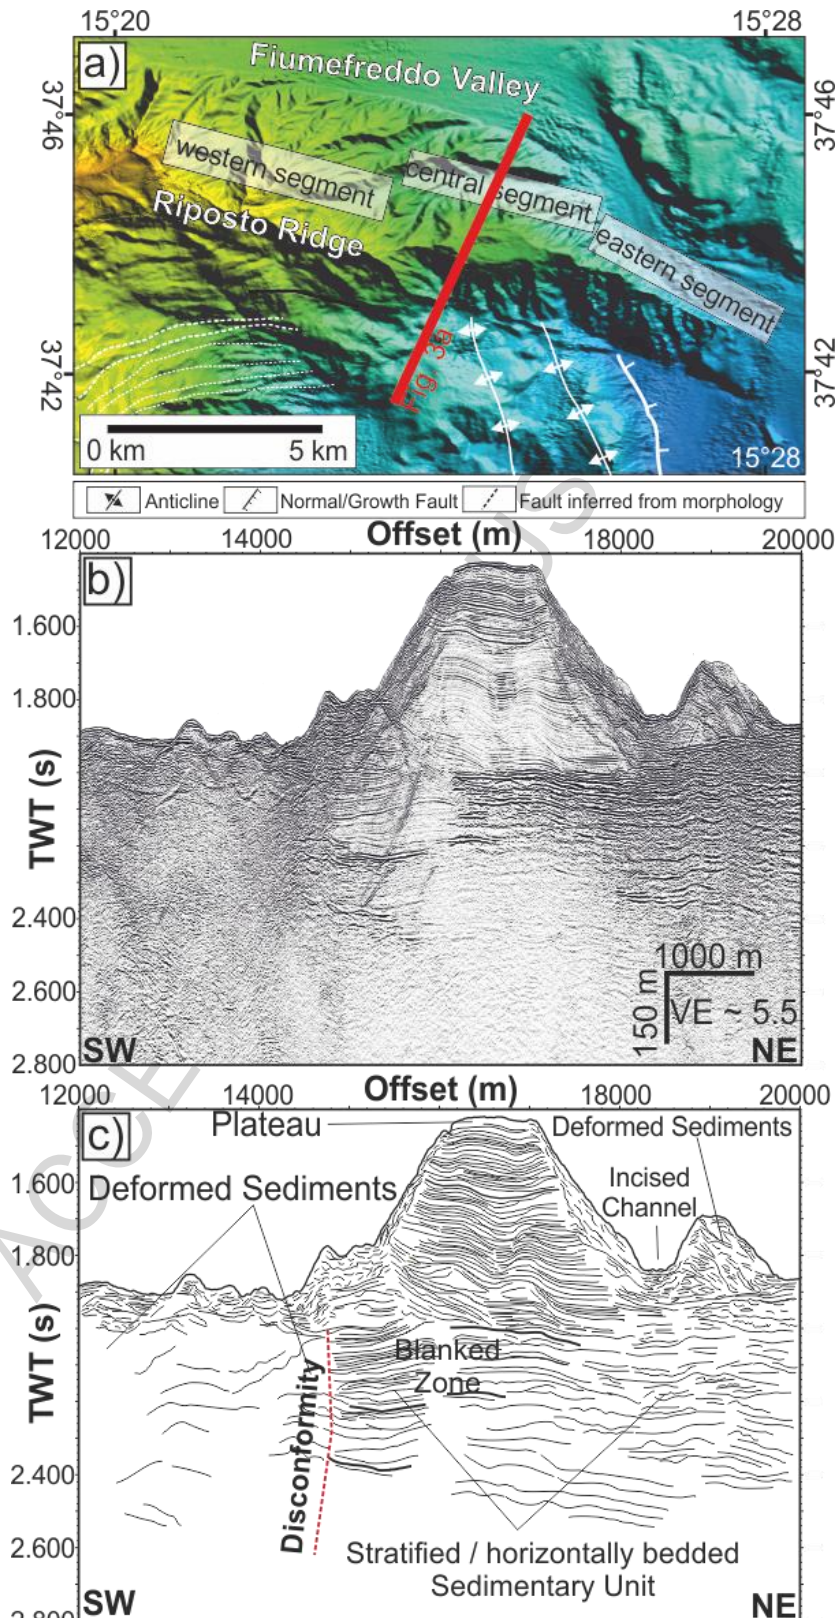 15°20 15°28
a)
Fiumefreddo Valley
37°46 37°46
western segment
central segment
Riposto Ridge
eastern segment
37°42 37°42
Fig. 3a
0 km 5 km
15°28
Anticline Normal/Growth Fault Fault inferred from morphology
Offset (m)
12000 14000 18000 20000
b)
1.600
1.800
TWT (s)
2.400
2.600
2.800
1000 m
150 m
VE ~ 5.5
SW NE
Offset (m)
12000 14000 18000 20000
c)
Plateau
Deformed Sediments
Deformed Sediments
Incised
Channel
1.600
1.800
TWT (s)
Blanked
Zone
Disconformity
2.400
2.600
Stratified / horizontally bedded
Sedimentary Unit
SW NE
2.800